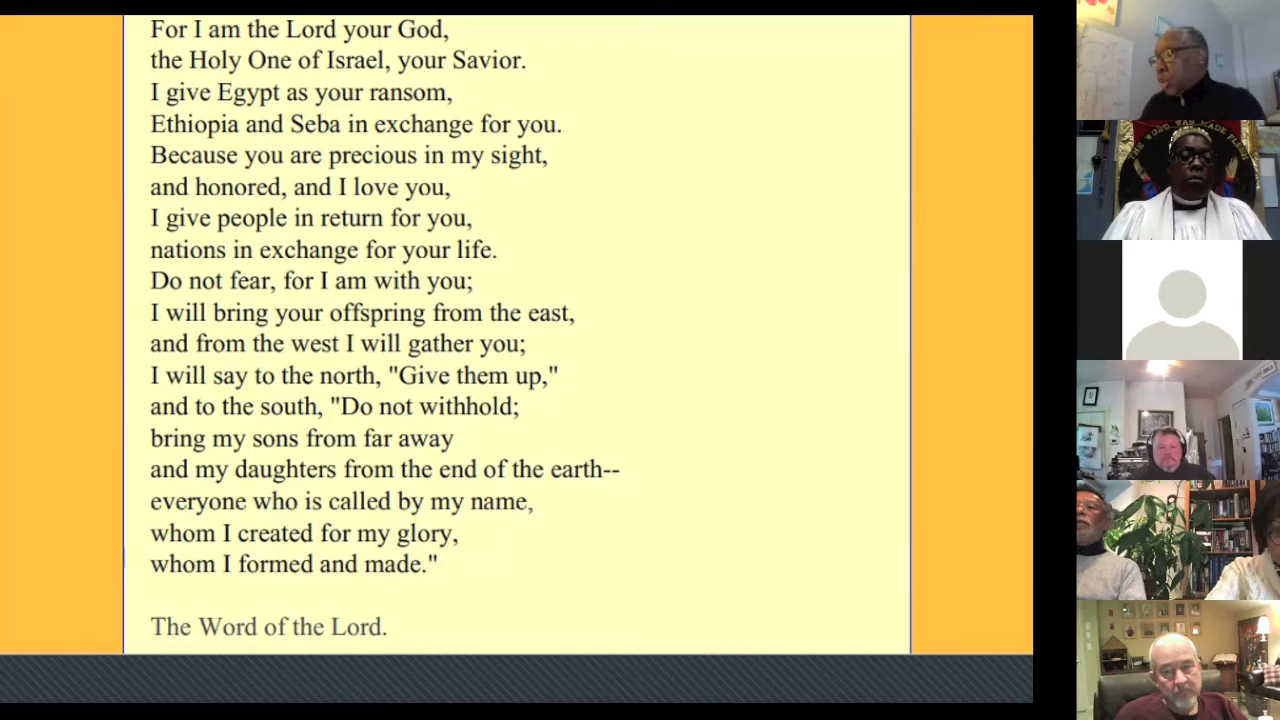 For I am the Lord your God,
the Holy One of Israel, your Savior.
I give Egypt as your ransom,
Ethiopia and Seba in exchange for you.
Because you are precious in my sight,
and honored, and I love you,
I give people in return for you,
nations in exchange for your life.
Do not fear, for I am with you;
I will bring your offspring from the east,
and from the west I will gather you;
I will say to the north, "Give them up,"
and to the south, "Do not withhold;
bring my sons from far away
and my daughters from the end of the earth--
everyone who is called by my name,
whom I created for my glory,
whom I formed and made."
The Word of the Lord.
THE WORD WAS MADE FLESH